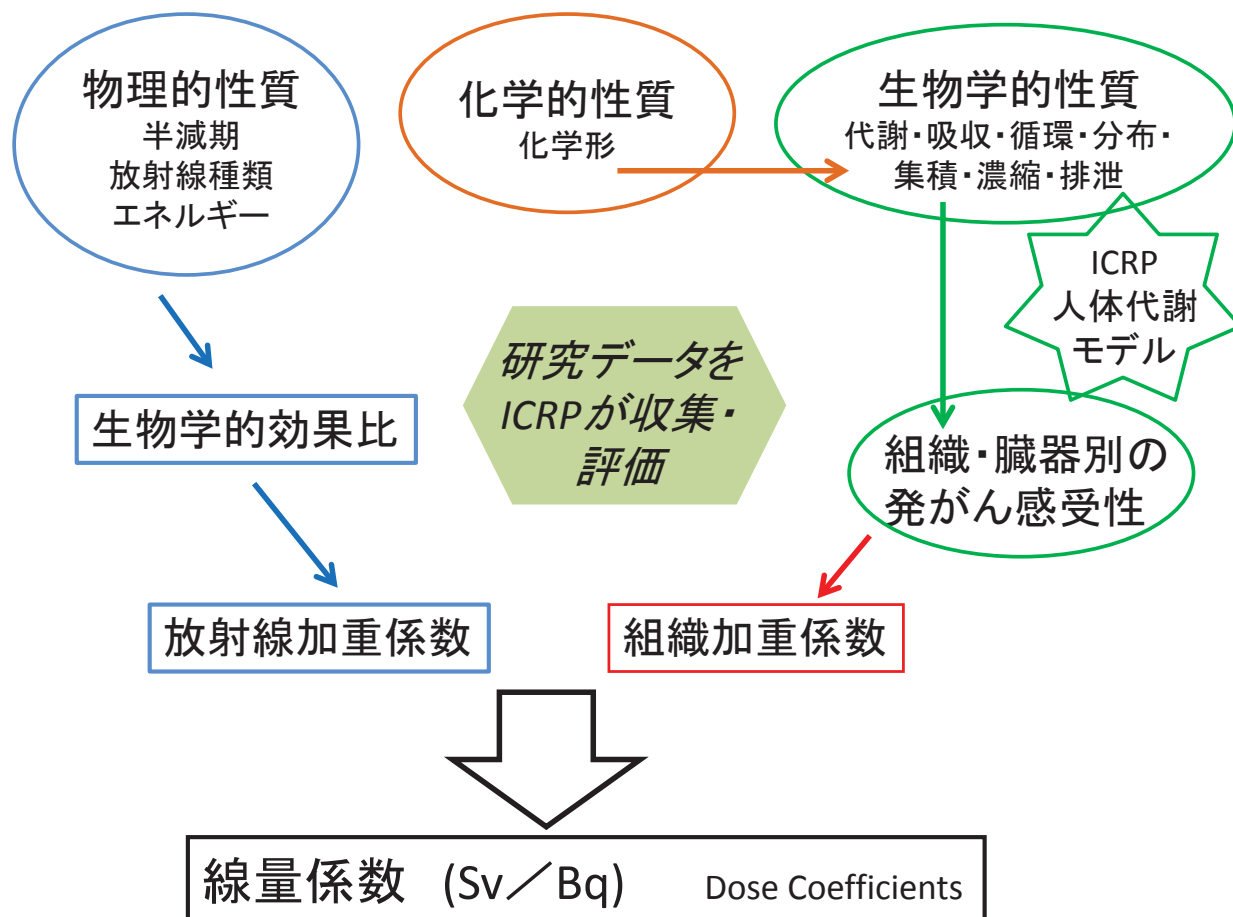 物理的性質
半減期
放射線種類
エネルギー
化学的性質
化学形
生物学的性質
代謝・吸収・循環・分布・
集積・濃縮・排泄
ICRP
人体代謝
モデル
研究データを
ICRPが収集・
評価
生物学的効果比
組織・臓器別の
発がん感受性
放射線加重係数
組織加重係数
線量係数 (Sv／Bq) Dose Coefficients